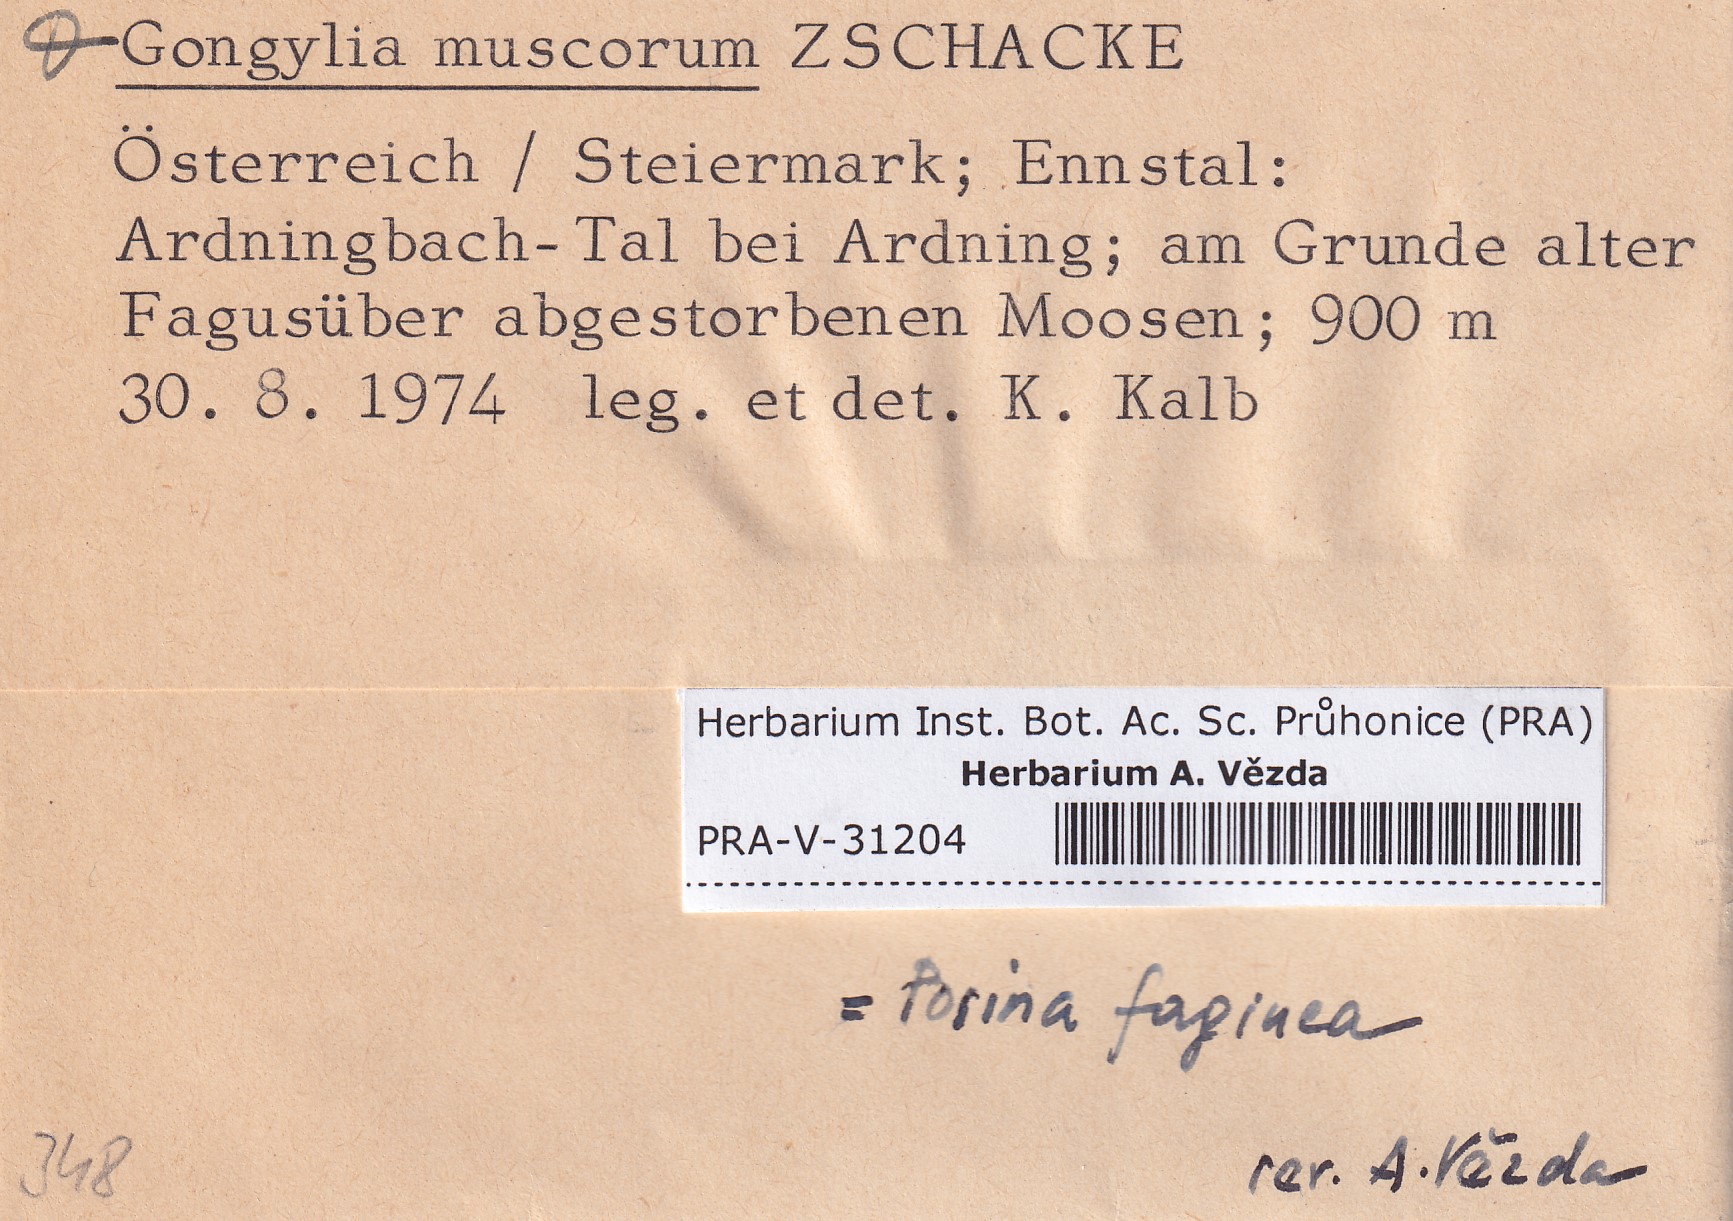 Gongylia muscorum ZSCHACKE
Österreich / Steiermark; Ennstal:
Ardningbach-Tal bei Ardning; am Grunde alter
Fagusüber abgestorbenen Moosen; 900 m
30. 8. 1974 leg. et det. K. Kalb
Herbarium Inst. Bot. Ac. Sc. Průhonice (PRA)
Herbarium A. Vězda
PRA-V-31204
= Porina faginea
348
rev. A. Vězda